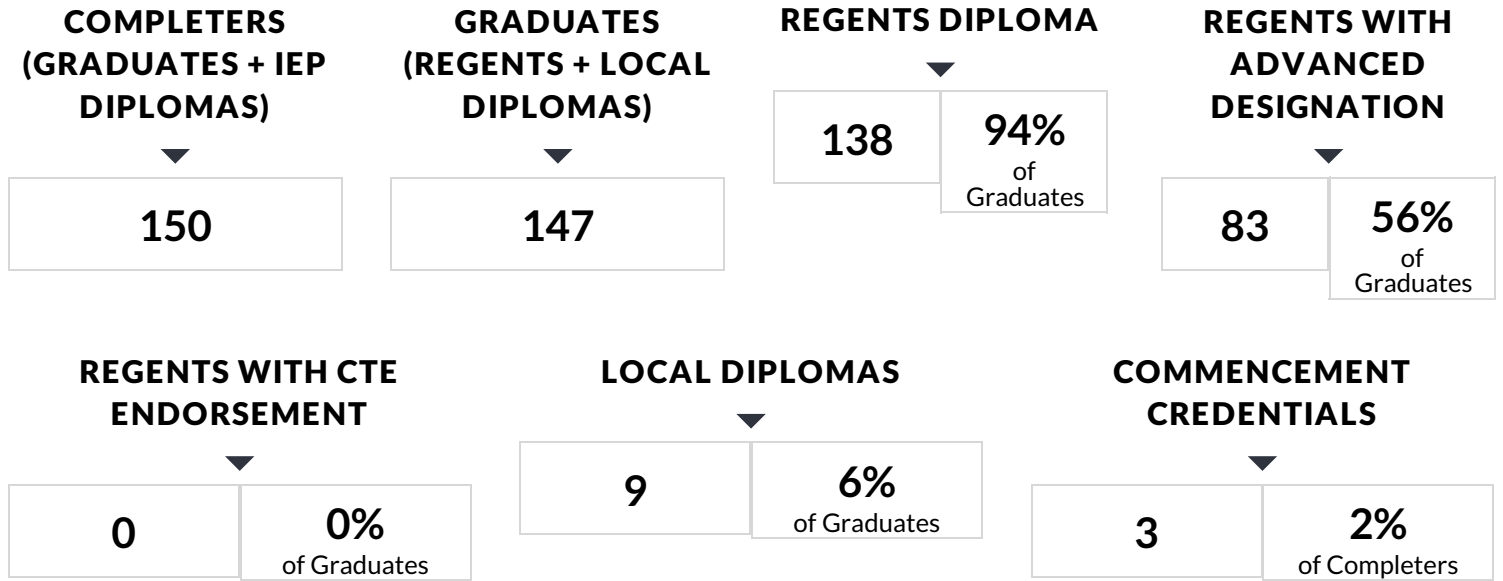 COMPLETERS
(GRADUATES + IEP
DIPLOMAS)
150
GRADUATES
(REGENTS + LOCAL
DIPLOMAS)
147
REGENTS DIPLOMA
138
94%
of
Graduates
REGENTS WITH
ADVANCED
DESIGNATION
83
56%
of
Graduates
REGENTS WITH CTE
ENDORSEMENT
0
0%
of Graduates
LOCAL DIPLOMAS
9
6%
of Graduates
COMMENCEMENT
CREDENTIALS
3
2%
of Completers